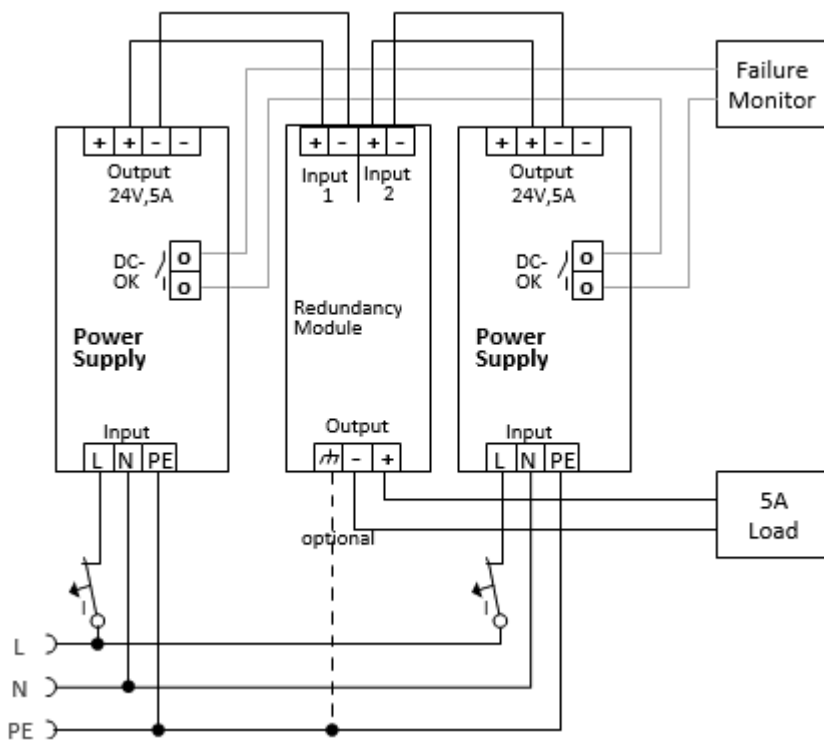 Failure
Monitor
+ + - -
Output
24V,5A
DC-
OK
O
O
Power
Supply
Input
L N PE
+ - + -
Input
1
Input
2
Redundancy
Module
Output
- +
optional
+ + - -
Output
24V,5A
DC-
OK
O
O
Power
Supply
Input
L N PE
5A
Load
I
I
L
N
PE